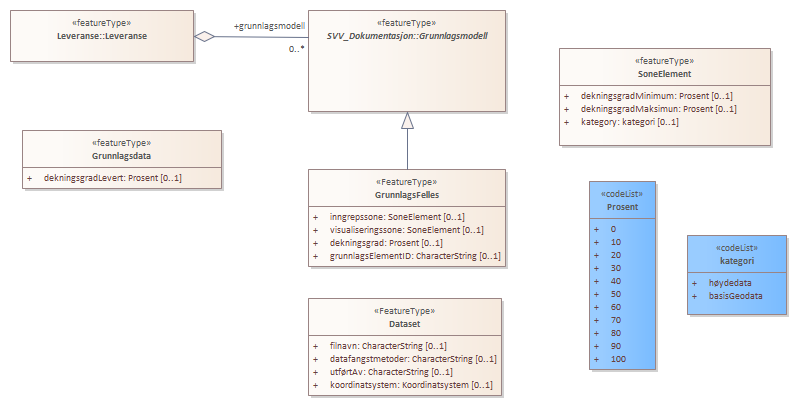 «featureType»
Leveranse::Leveranse
+grunnlagsmodell
0..*
«featureType»
SVV_Dokumentasjon::Grunnlagsmodell
«featureType»
SoneElement
+ dekningsgradMinimum: Prosent [0..1]
+ dekningsgradMaksimun: Prosent [0..1]
+ kategory: kategori [0..1]
«featureType»
Grunnlagsdata
+ dekningsgradLevert: Prosent [0..1]
«FeatureType»
GrunnlagsFelles
+ inngrepssone: SoneElement [0..1]
+ visualiseringssone: SoneElement [0..1]
+ dekningsgrad: Prosent [0..1]
+ grunnlagsElementID: CharacterString [0..1]
«codeList»
Prosent
+ 0
+ 10
+ 20
+ 30
+ 40
+ 50
+ 60
+ 70
+ 80
+ 90
+ 100
«codeList»
kategori
+ høydedata
+ basisGeodata
«FeatureType»
Dataset
+ filnavn: CharacterString [0..1]
+ datafangstmetoder: CharacterString [0..1]
+ utførtAv: CharacterString [0..1]
+ koordinatsystem: Koordinatsystem [0..1]